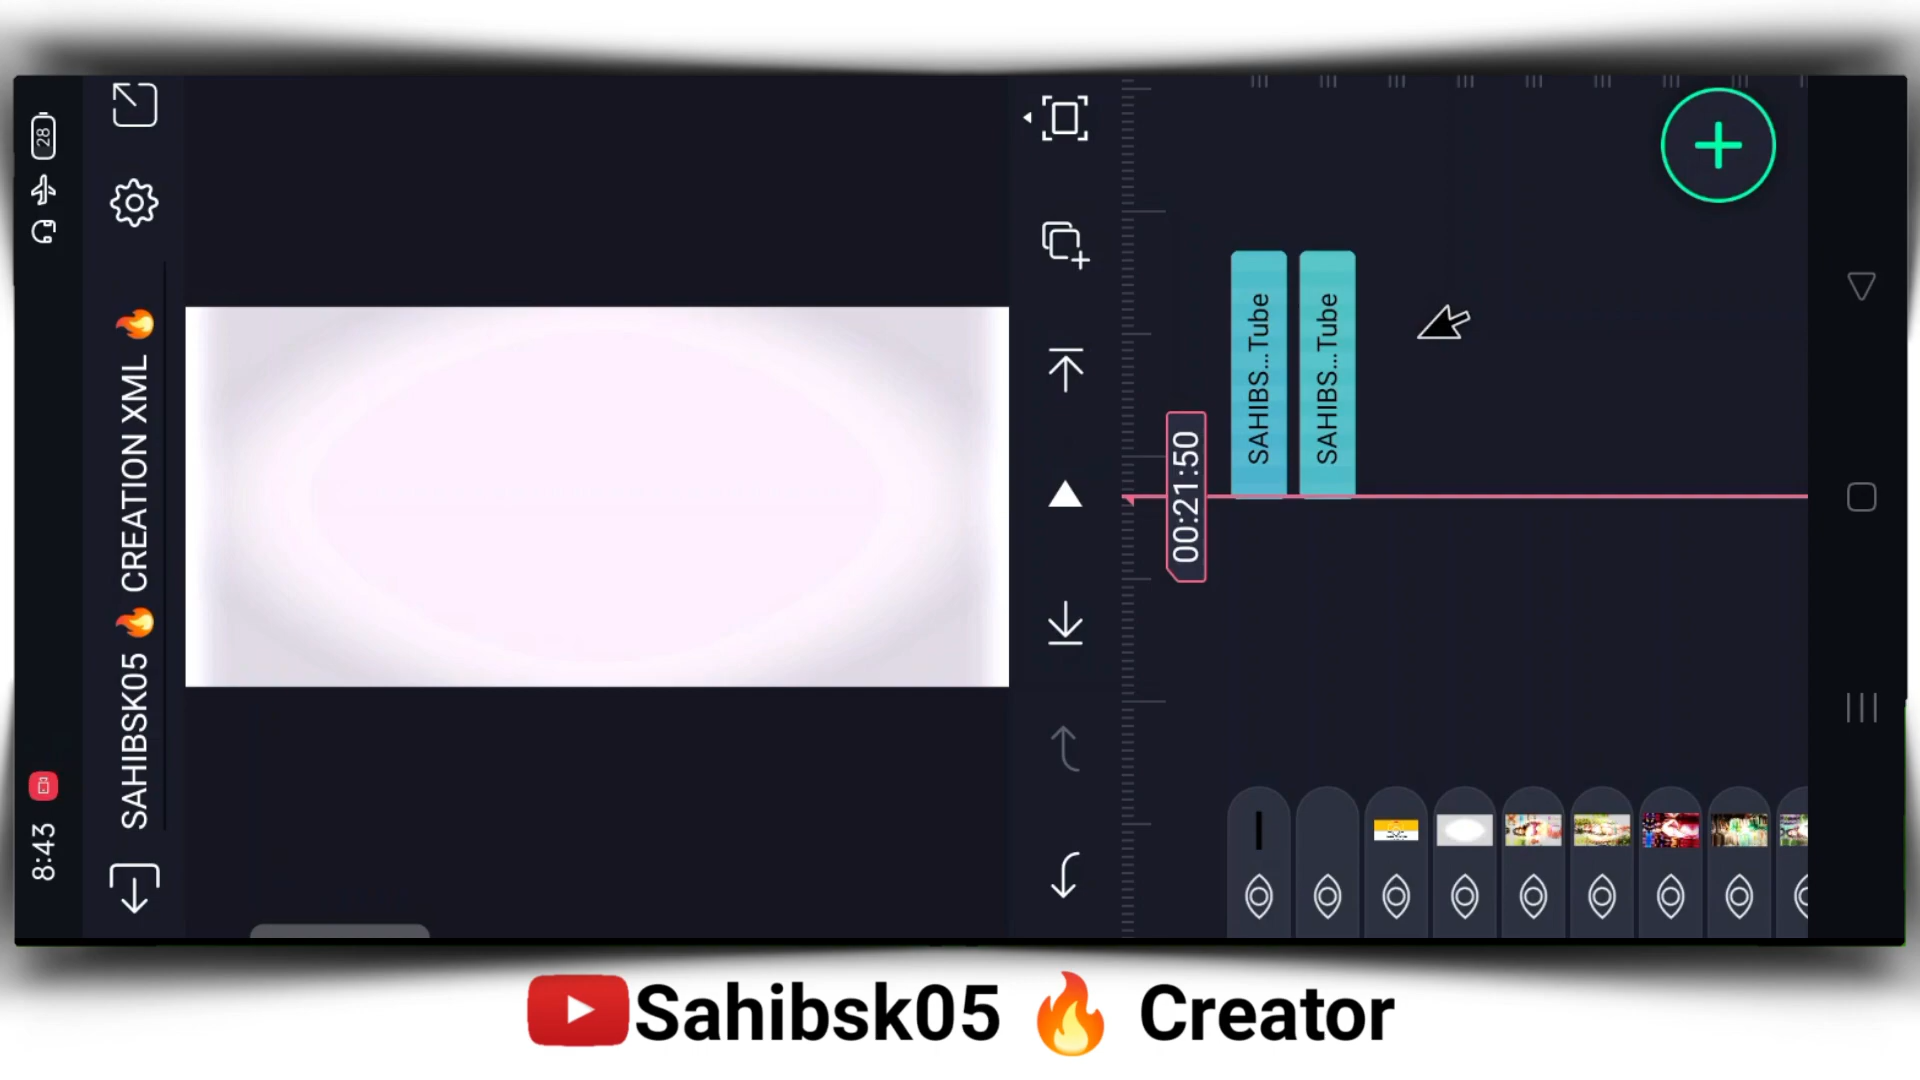 28
8:43
SAHIBSK05 🔥 CREATION XML 🔥
00:21:50
SAHIBS...Tube
SAHIBS...Tube
Sahibsk05 🔥 Creator